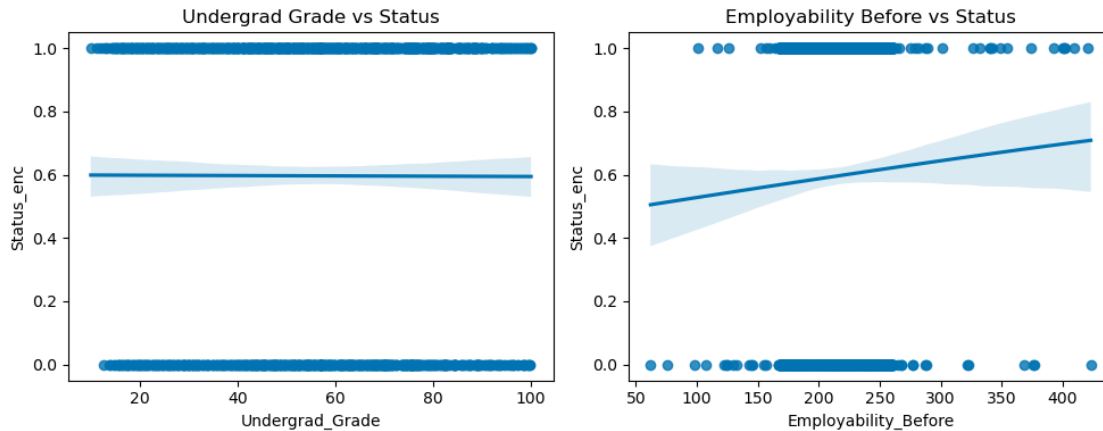 Undergrad Grade vs Status
Status_enc
1.0
0.8
0.6
0.4
0.2
0.0
20 40 60 80 100
Undergrad_Grade
Employability Before vs Status
Status_enc
1.0
0.8
0.6
0.4
0.2
0.0
50 100 150 200 250 300 350 400
Employability_Before